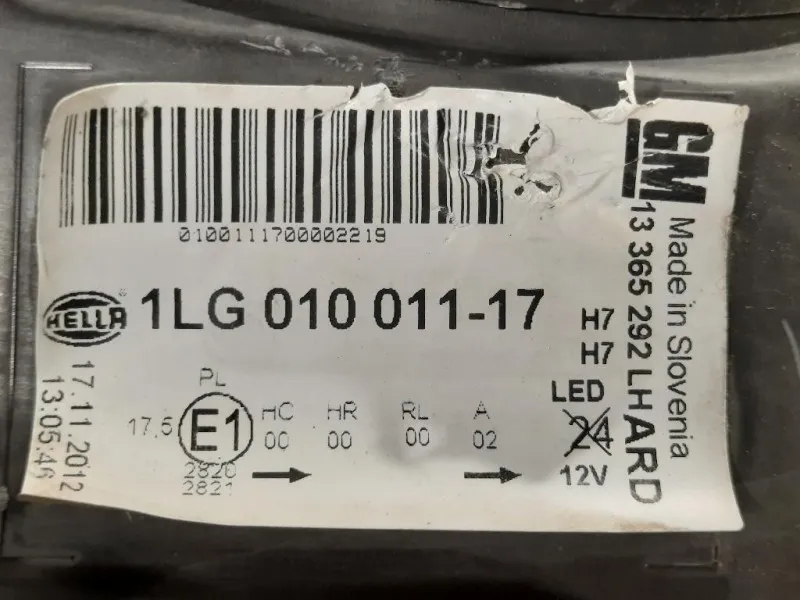 0100111700002219
HELLA
1LG 010 011-17
17.11.2012
13:05:46
PL
17.5
E1
HC
00
HR
00
RL
00
A
02
2820
2821
H7
H7
LED
24
12V
GM
13 365 292 LHARD
Made in Slovenia